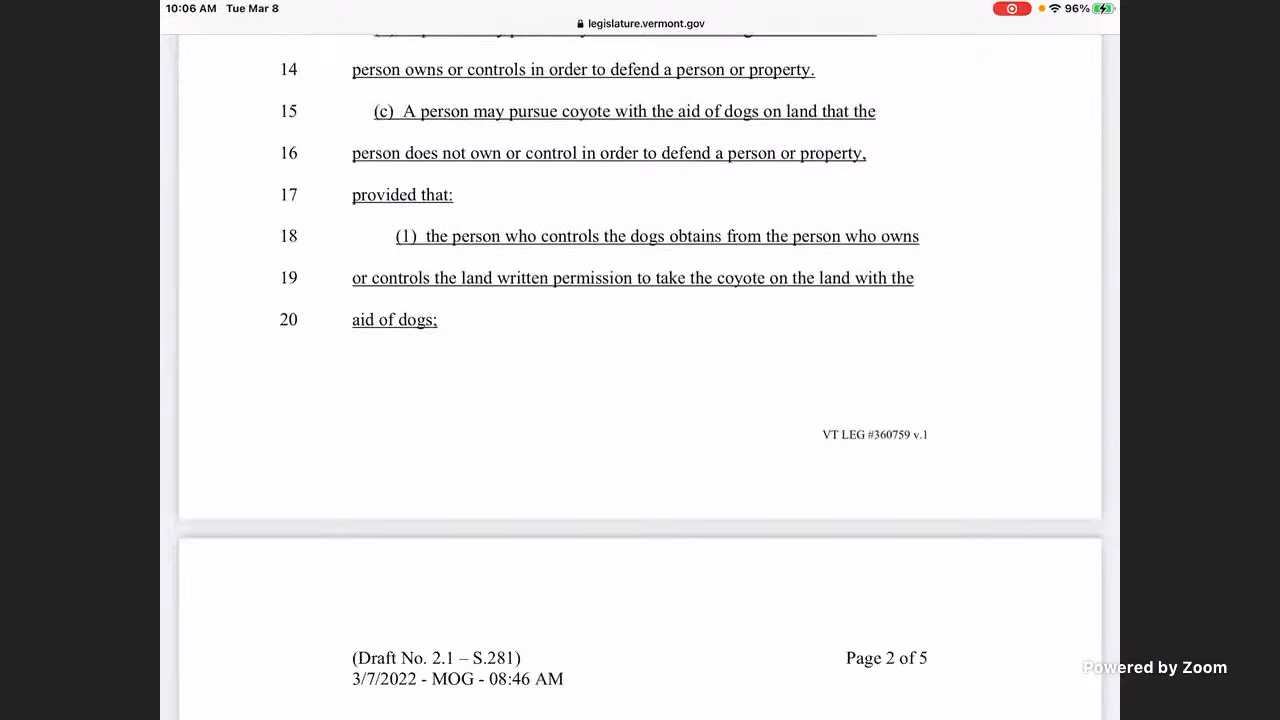 10:06 AM Tue Mar 8
96%
legislature.vermont.gov
14 person owns or controls in order to defend a person or property.
15 (c) A person may pursue coyote with the aid of dogs on land that the
16 person does not own or control in order to defend a person or property,
17 provided that:
18 (1) the person who controls the dogs obtains from the person who owns
19 or controls the land written permission to take the coyote on the land with the
20 aid of dogs;
VT LEG #360759 v.1
(Draft No. 2.1 – S.281) Page 2 of 5
3/7/2022 - MOG - 08:46 AM
Powered by Zoom